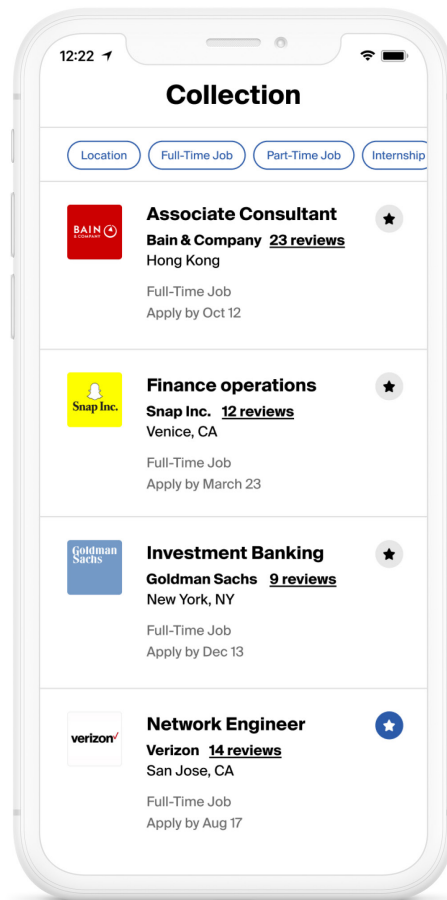 12:22
Collection
Location Full-Time Job Part-Time Job Internship
BAIN
& COMPANY
Associate Consultant
Bain & Company 23 reviews
Hong Kong
Full-Time Job
Apply by Oct 12
Snap Inc.
Finance operations
Snap Inc. 12 reviews
Venice, CA
Full-Time Job
Apply by March 23
Goldman
Sachs
Investment Banking
Goldman Sachs 9 reviews
New York, NY
Full-Time Job
Apply by Dec 13
verizon
Network Engineer
Verizon 14 reviews
San Jose, CA
Full-Time Job
Apply by Aug 17